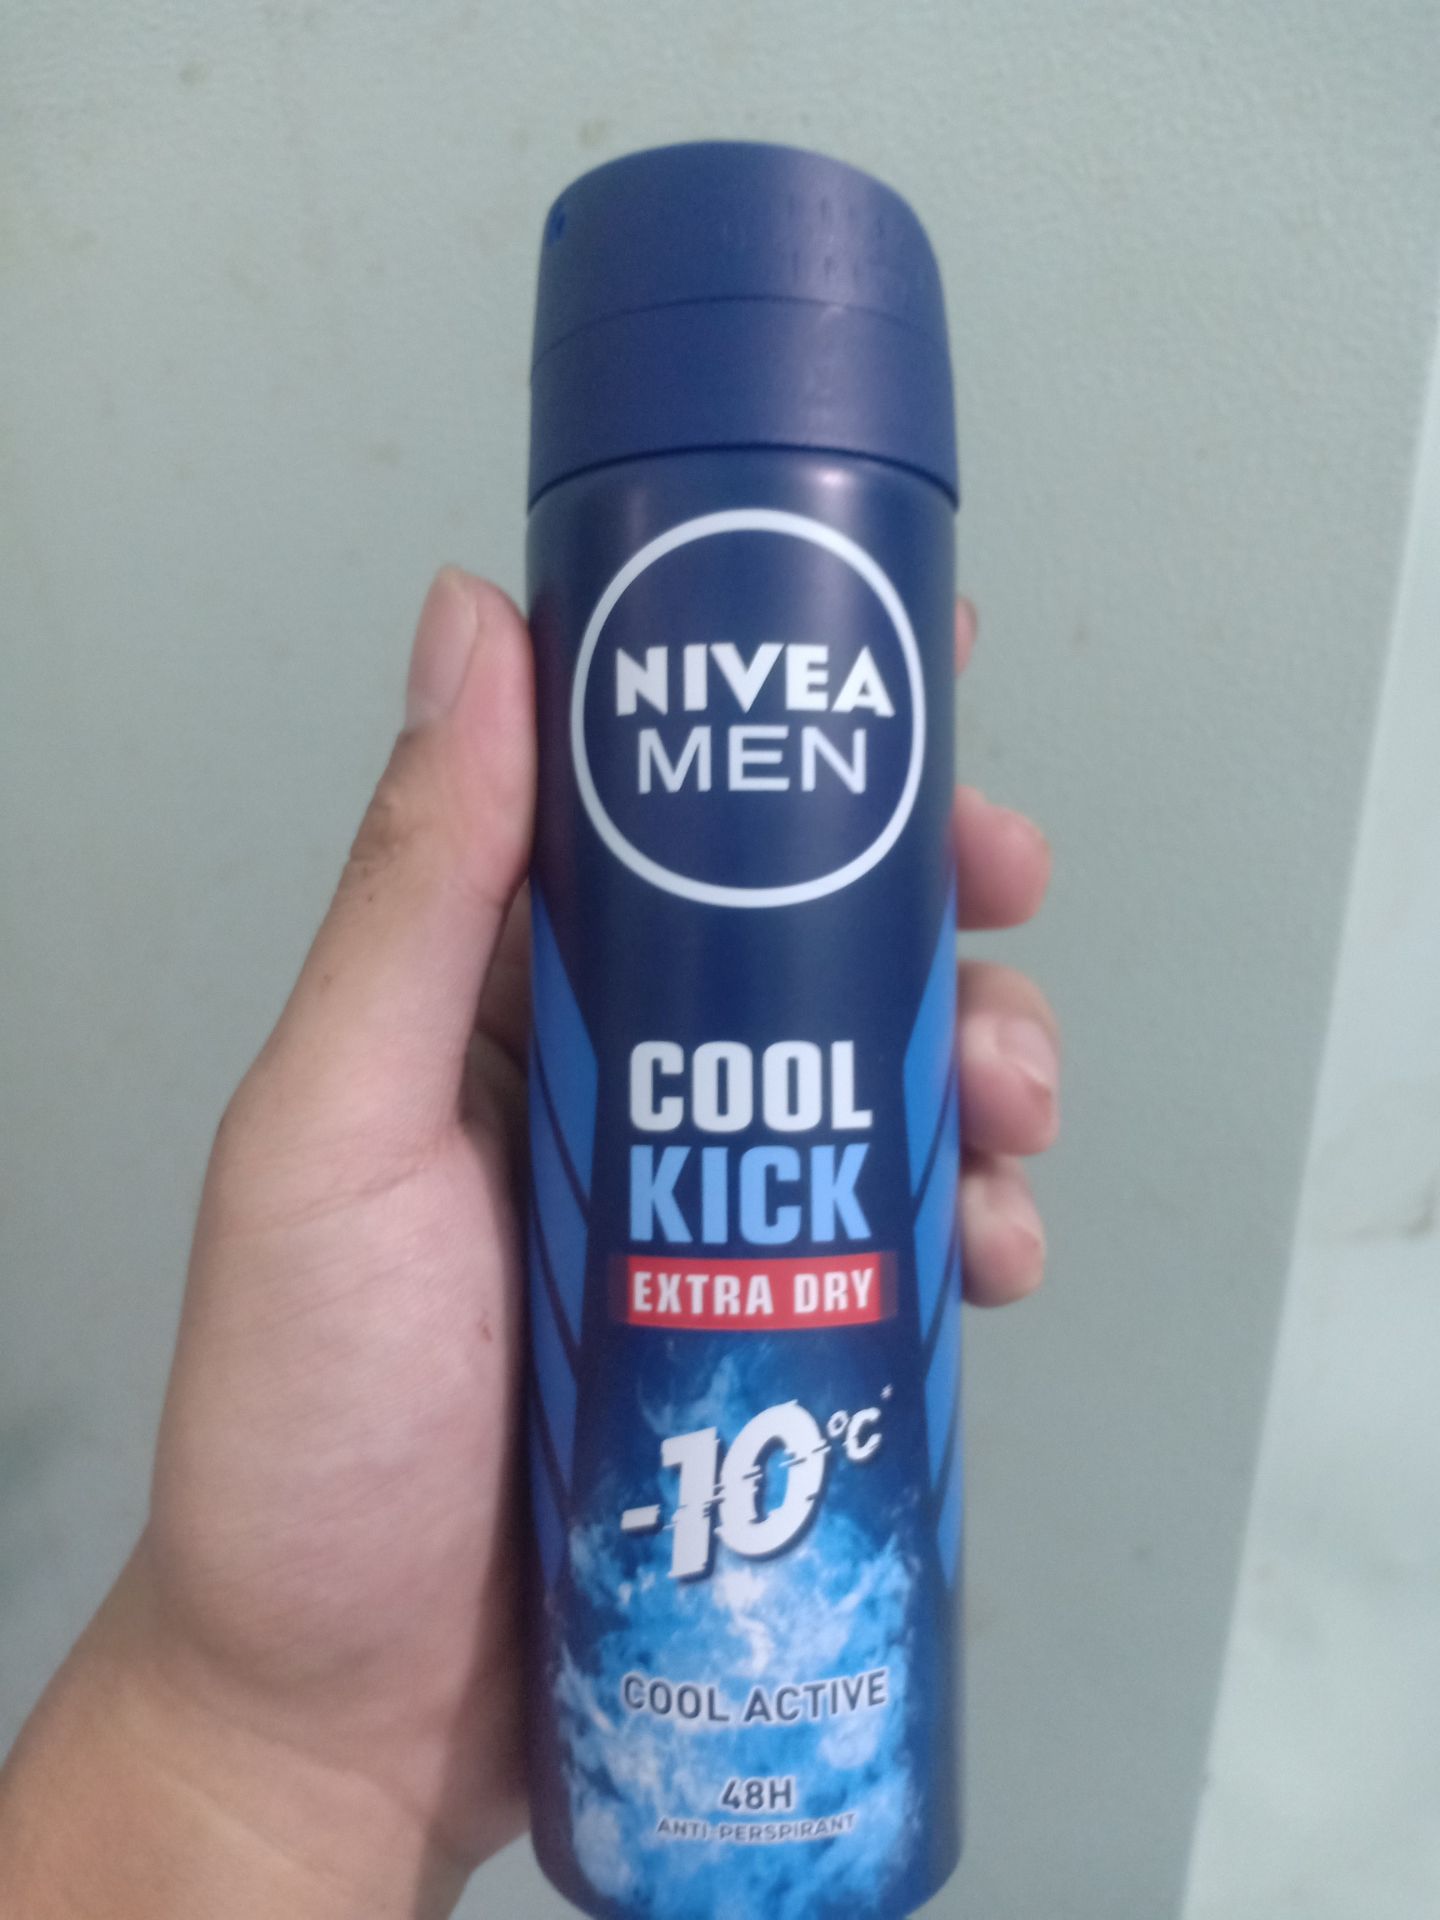 NIVEA
MEN
COOL
KICK
EXTRA DRY
-10°C*
COOL ACTIVE
48H
ANTI-PERSPIRANT